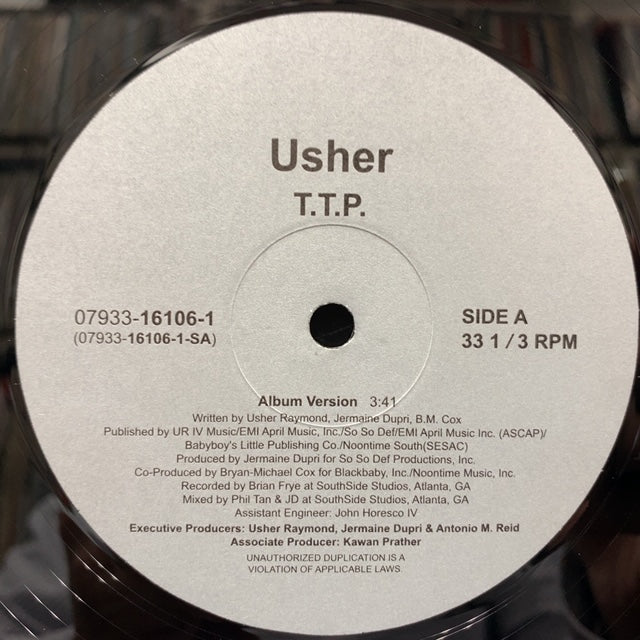 Usher
T.T.P.
07933-16106-1
(07933-16106-1-SA)
SIDE A
33 1 / 3 RPM
Album Version 3:41
Written by Usher Raymond, Jermaine Dupri, B.M. Cox
Published by UR IV Music/EMI April Music, Inc./So So Def/EMI April Music Inc. (ASCAP)/
Babyboy's Little Publishing Co./Noontime South(SESAC)
Produced by Jermaine Dupri for So So Def Productions, Inc.
Co-Produced by Bryan-Michael Cox for Blackbaby, Inc./Noontime Music, Inc.
Recorded by Brian Frye at SouthSide Studios, Atlanta, GA
Mixed by Phil Tan & JD at SouthSide Studios, Atlanta, GA
Assistant Engineer: John Horesco IV
Executive Producers: Usher Raymond, Jermaine Dupri & Antonio M. Reid
Associate Producer: Kawan Prather
UNAUTHORIZED DUPLICATION IS A
VIOLATION OF APPLICABLE LAWS.